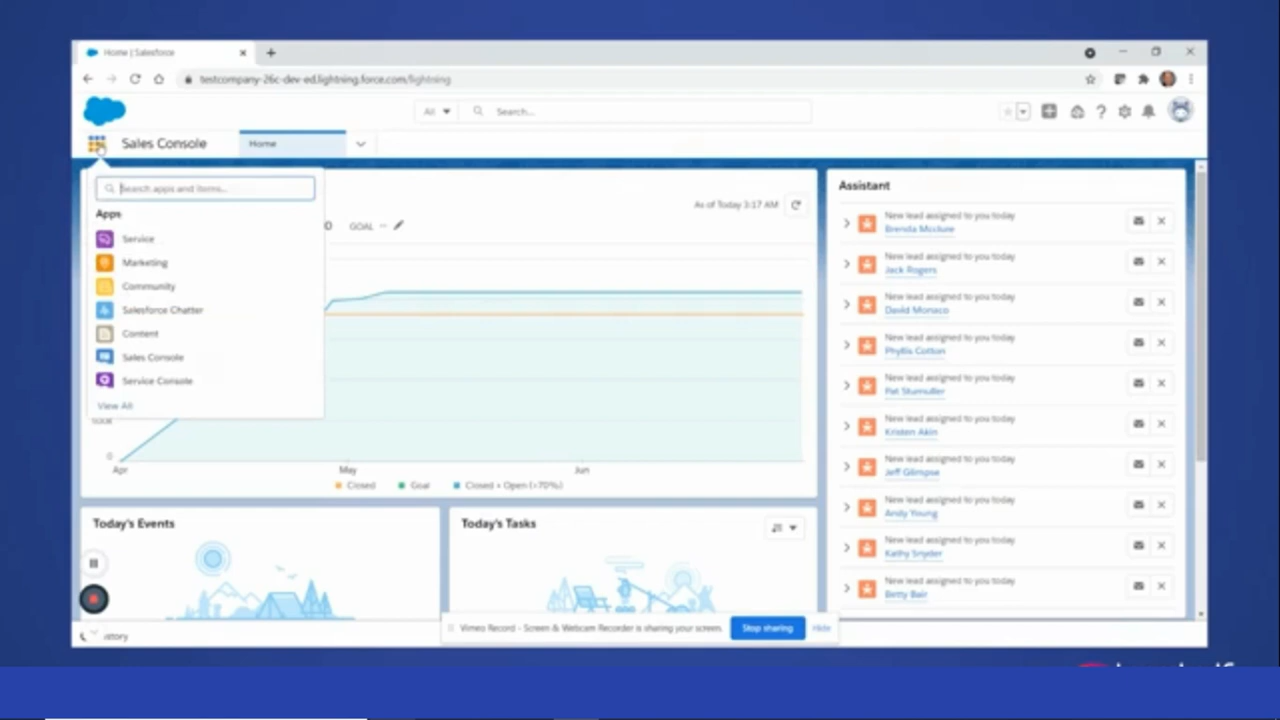 Home | Salesforce
testcompany-26c-dev-ed.lightning.force.com/lightning
All
Search...
Sales Console
Home
Search apps and items...
Apps
Service
Marketing
Community
Salesforce Chatter
Content
Sales Console
Service Console
View All
As of Today 3:17 AM
GOAL --
0
Apr
May
Jun
Closed
Goal
Closed + Open (>70%)
Today's Events
Today's Tasks
Assistant
New lead assigned to you today
Brenda Mcclure
New lead assigned to you today
Jack Rogers
New lead assigned to you today
David Monaco
New lead assigned to you today
Phyllis Cotton
New lead assigned to you today
Pat Stumuller
New lead assigned to you today
Kristen Akin
New lead assigned to you today
Jeff Glimpse
New lead assigned to you today
Andy Young
New lead assigned to you today
Kathy Snyder
New lead assigned to you today
Betty Bair
Vimeo Record - Screen & Webcam Recorder is sharing your screen.
Stop sharing
Hide